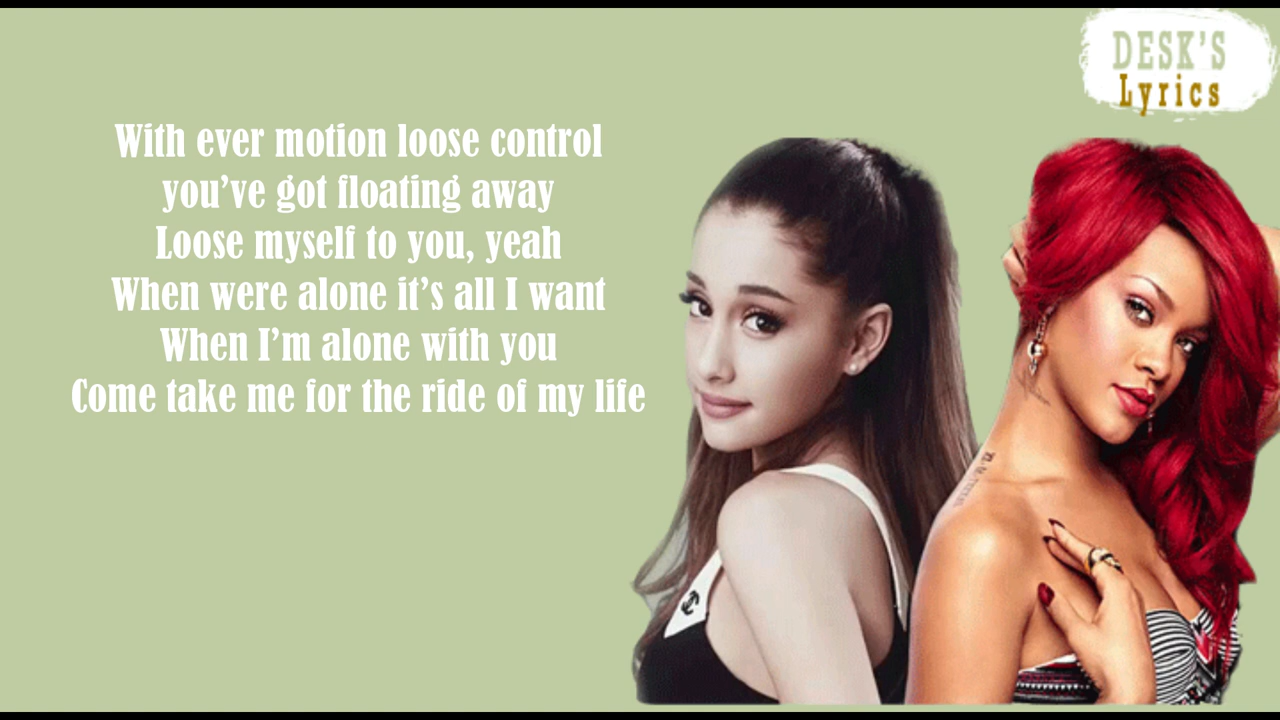 DESK'S
Lyrics
With ever motion loose control
you've got floating away
Loose myself to you, yeah
When were alone it's all I want
When I'm alone with you
Come take me for the ride of my life